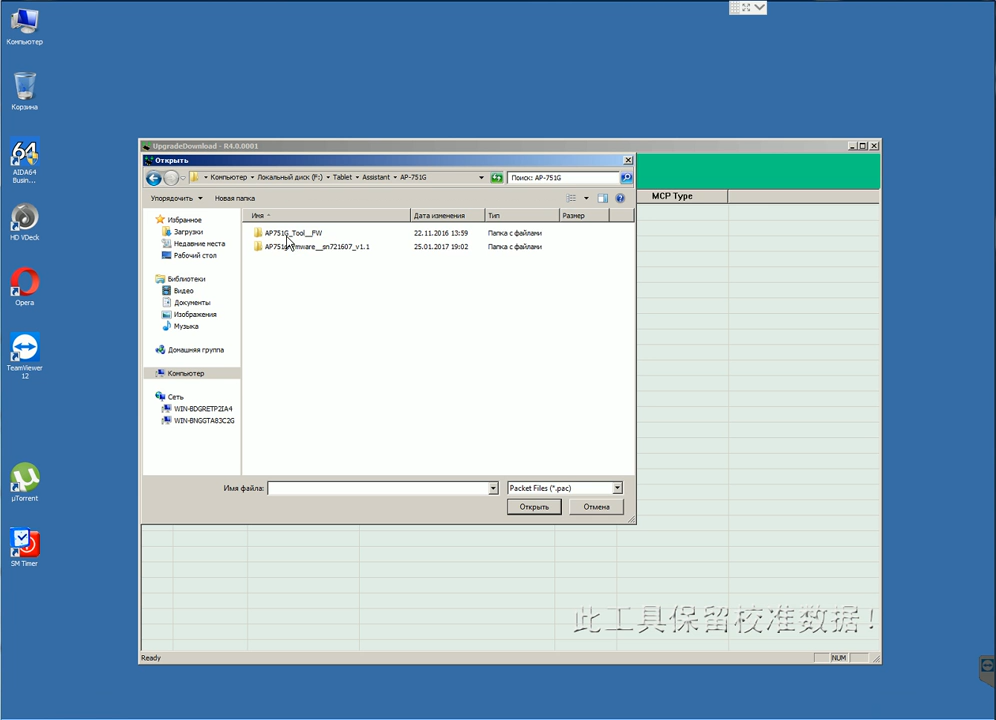 Компьютер
Корзина
64
AIDA64
Busin...
HD VDeck
Opera
TeamViewer
12
µTorrent
SM Timer
UpgradeDownload - R4.0.0001
Открыть
Компьютер
Локальный диск (F:)
Tablet
Assistant
AP-751G
Поиск: AP-751G
Упорядочить
Новая папка
Имя
Дата изменения
Тип
Размер
AP751G_Tool__FW
22.11.2016 13:59
Папка с файлами
25.01.2017 19:02
Папка с файлами
Избранное
Загрузки
Недавние места
Рабочий стол
Библиотеки
Видео
Документы
Изображения
Музыка
Домашняя группа
Компьютер
Сеть
WIN-BDGRETP2IA4
WIN-BNGGTA83C2G
Имя файла:
Packet Files (*.pac)
Открыть
Отмена
MCP Type
此工具保留校准数据!
Ready
NUM